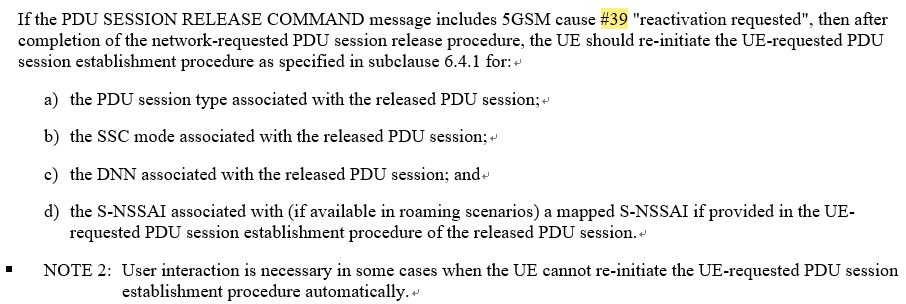 If the PDU SESSION RELEASE COMMAND message includes 5GSM cause #39 "reactivation requested", then after
completion of the network-requested PDU session release procedure, the UE should re-initiate the UE-requested PDU
session establishment procedure as specified in subclause 6.4.1 for:
a) the PDU session type associated with the released PDU session;
b) the SSC mode associated with the released PDU session;
c) the DNN associated with the released PDU session; and
d) the S-NSSAI associated with (if available in roaming scenarios) a mapped S-NSSAI if provided in the UE-
requested PDU session establishment procedure of the released PDU session.
NOTE 2: User interaction is necessary in some cases when the UE cannot re-initiate the UE-requested PDU session
establishment procedure automatically.